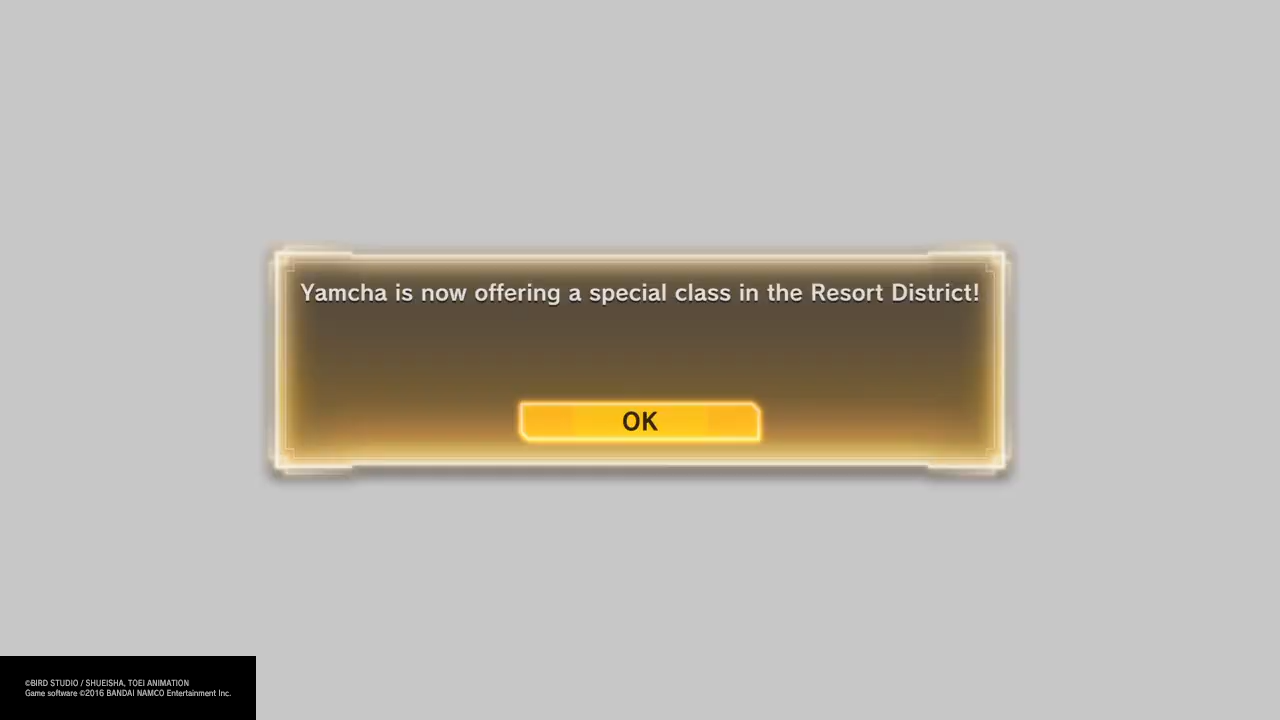 Yamcha is now offering a special class in the Resort District!
OK
©BIRD STUDIO / SHUEISHA, TOEI ANIMATION
Game software ©2016 BANDAI NAMCO Entertainment Inc.